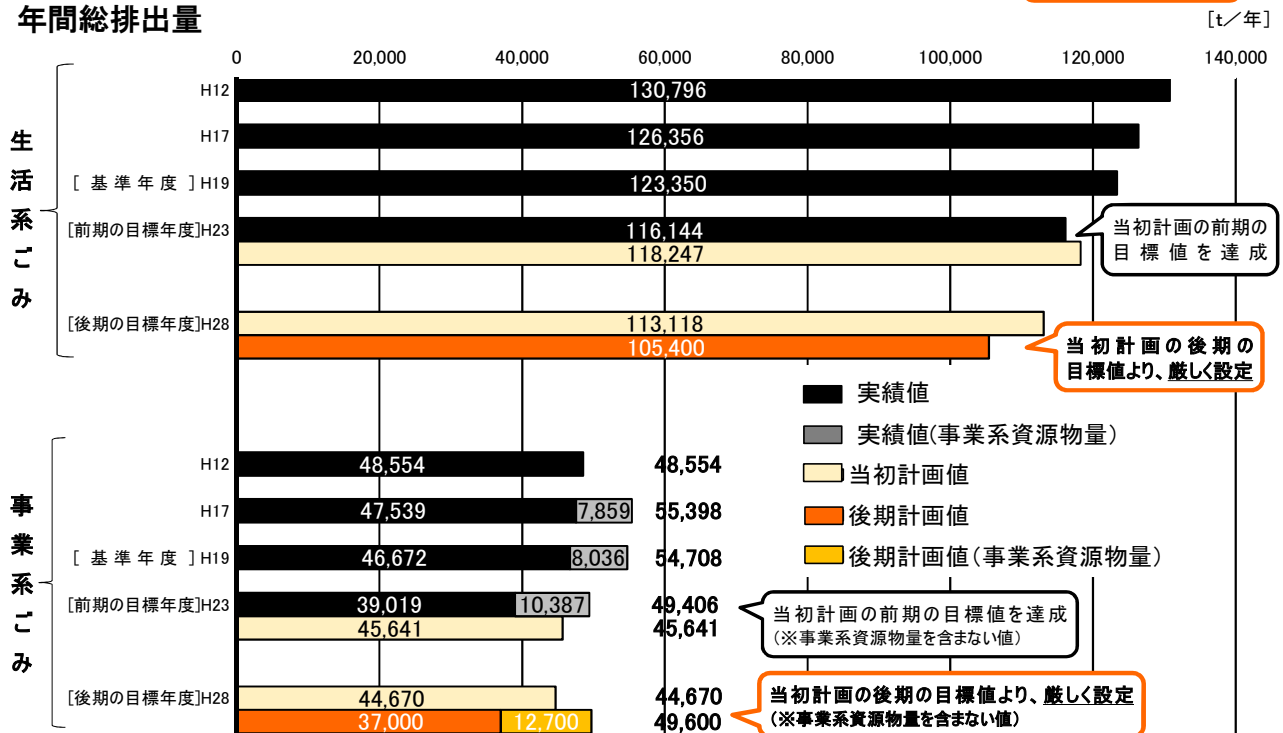 年間総排出量
[t／年]
0 20,000 40,000 60,000 80,000 100,000 120,000 140,000
生活系ごみ
H12 130,796
H17 126,356
[ 基準年度 ]H19 123,350
[前期の目標年度]H23 116,144
118,247
当初計画の前期の
目標値を達成
[後期の目標年度]H28 113,118
105,400
当初計画の後期の
目標値より、厳しく設定
実績値
実績値(事業系資源物量)
当初計画値
後期計画値
後期計画値(事業系資源物量)
事業系ごみ
H12 48,554 48,554
H17 47,539 7,859 55,398
[ 基準年度 ]H19 46,672 8,036 54,708
[前期の目標年度]H23 39,019 10,387 49,406
45,641 45,641
当初計画の前期の目標値を達成
(※事業系資源物量を含まない値)
[後期の目標年度]H28 44,670 44,670
37,000 12,700 49,600
当初計画の後期の目標値より、厳しく設定
(※事業系資源物量を含まない値)